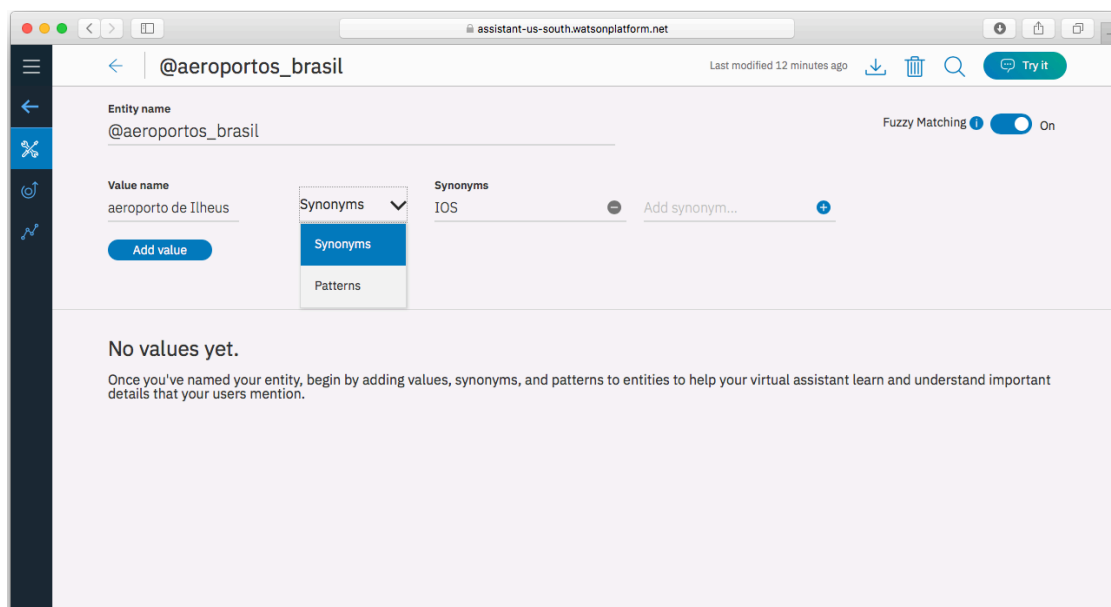 assistant-us-south.watsonplatform.net
@aeroportos_brasil
Last modified 12 minutes ago
Try it
Entity name
@aeroportos_brasil
Fuzzy Matching
On
Value name
Synonyms
aeroporto de Ilheus
Synonyms
IOS
Add synonym...
Add value
Synonyms
Patterns
No values yet.
Once you've named your entity, begin by adding values, synonyms, and patterns to entities to help your virtual assistant learn and understand important
details that your users mention.